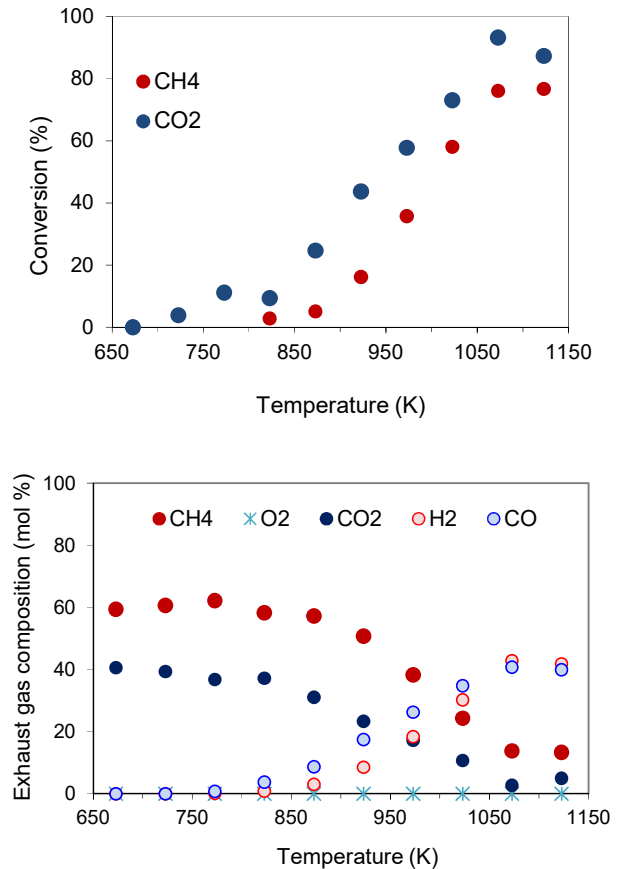 100
80
60
40
20
0
Conversion (%)
CH4
CO2
650 750 850 950 1050 1150
Temperature (K)
100
80
60
40
20
0
Exhaust gas composition (mol %)
CH4 O2 CO2 H2 CO
650 750 850 950 1050 1150
Temperature (K)